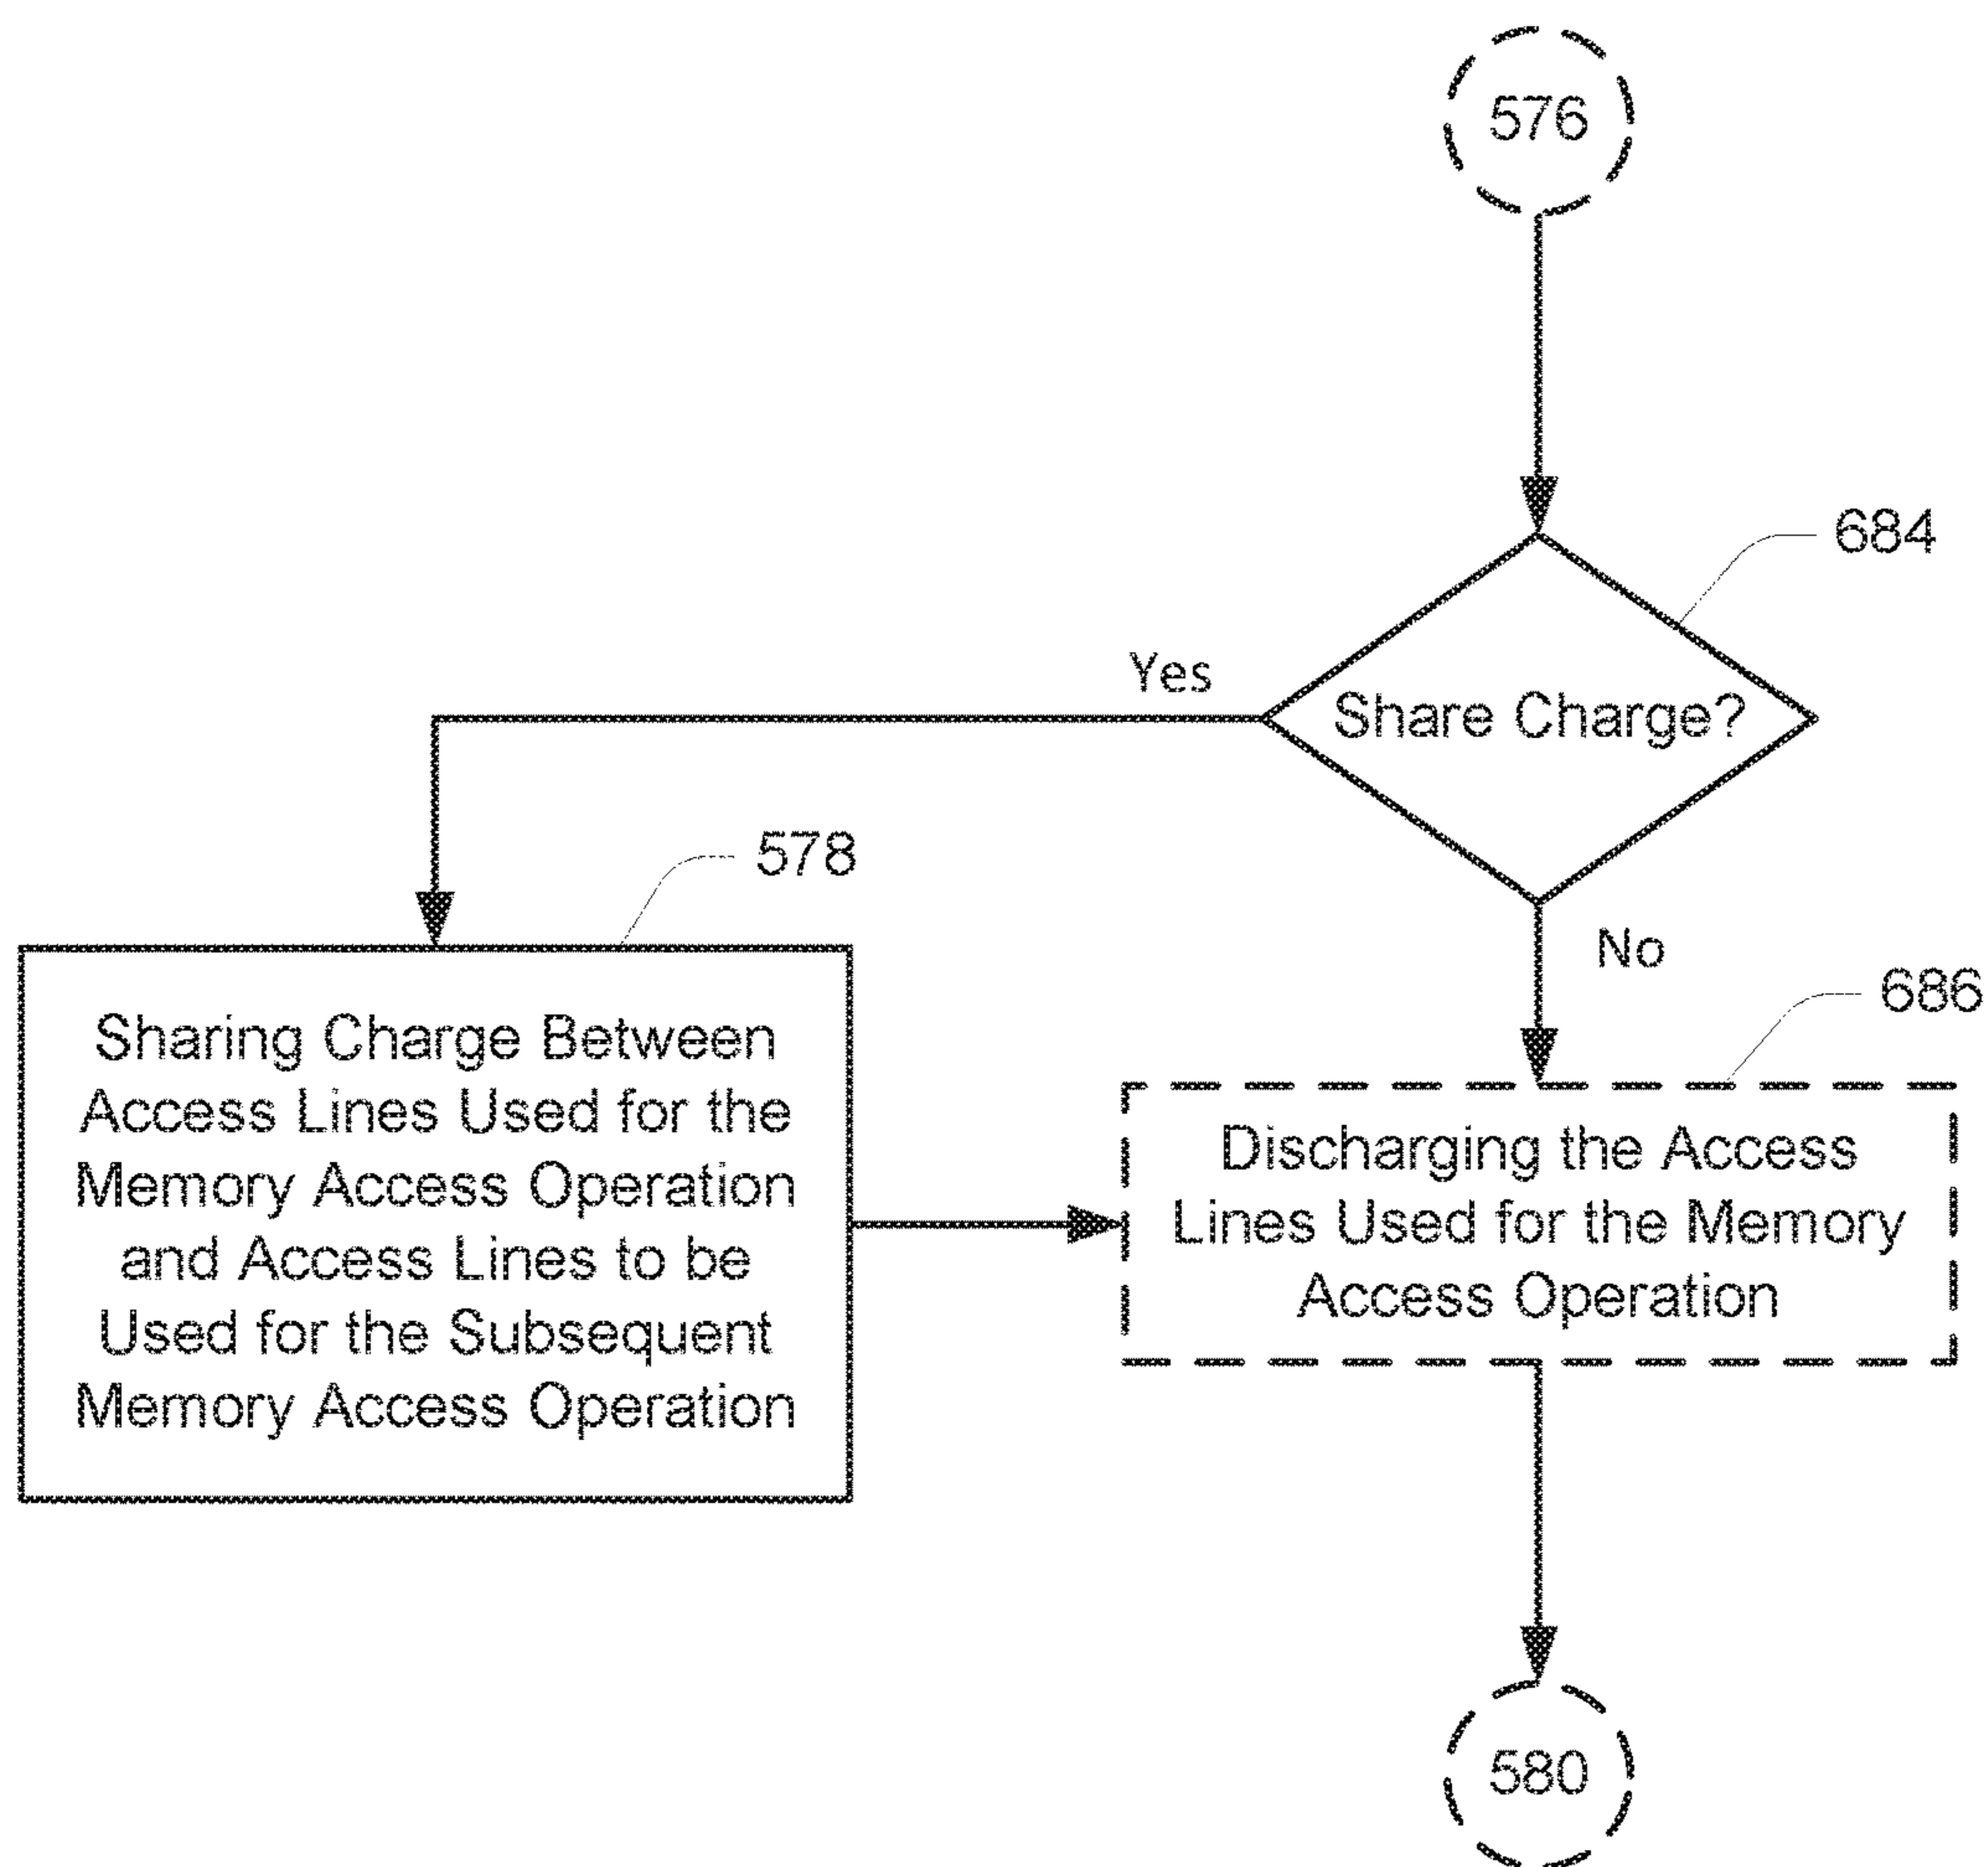 576
684
Share Charge?
Yes
578
No
686
Sharing Charge Between
Access Lines Used for the
Memory Access Operation
and Access Lines to be
Used for the Subsequent
Memory Access Operation
Discharging the Access
Lines Used for the Memory
Access Operation
580